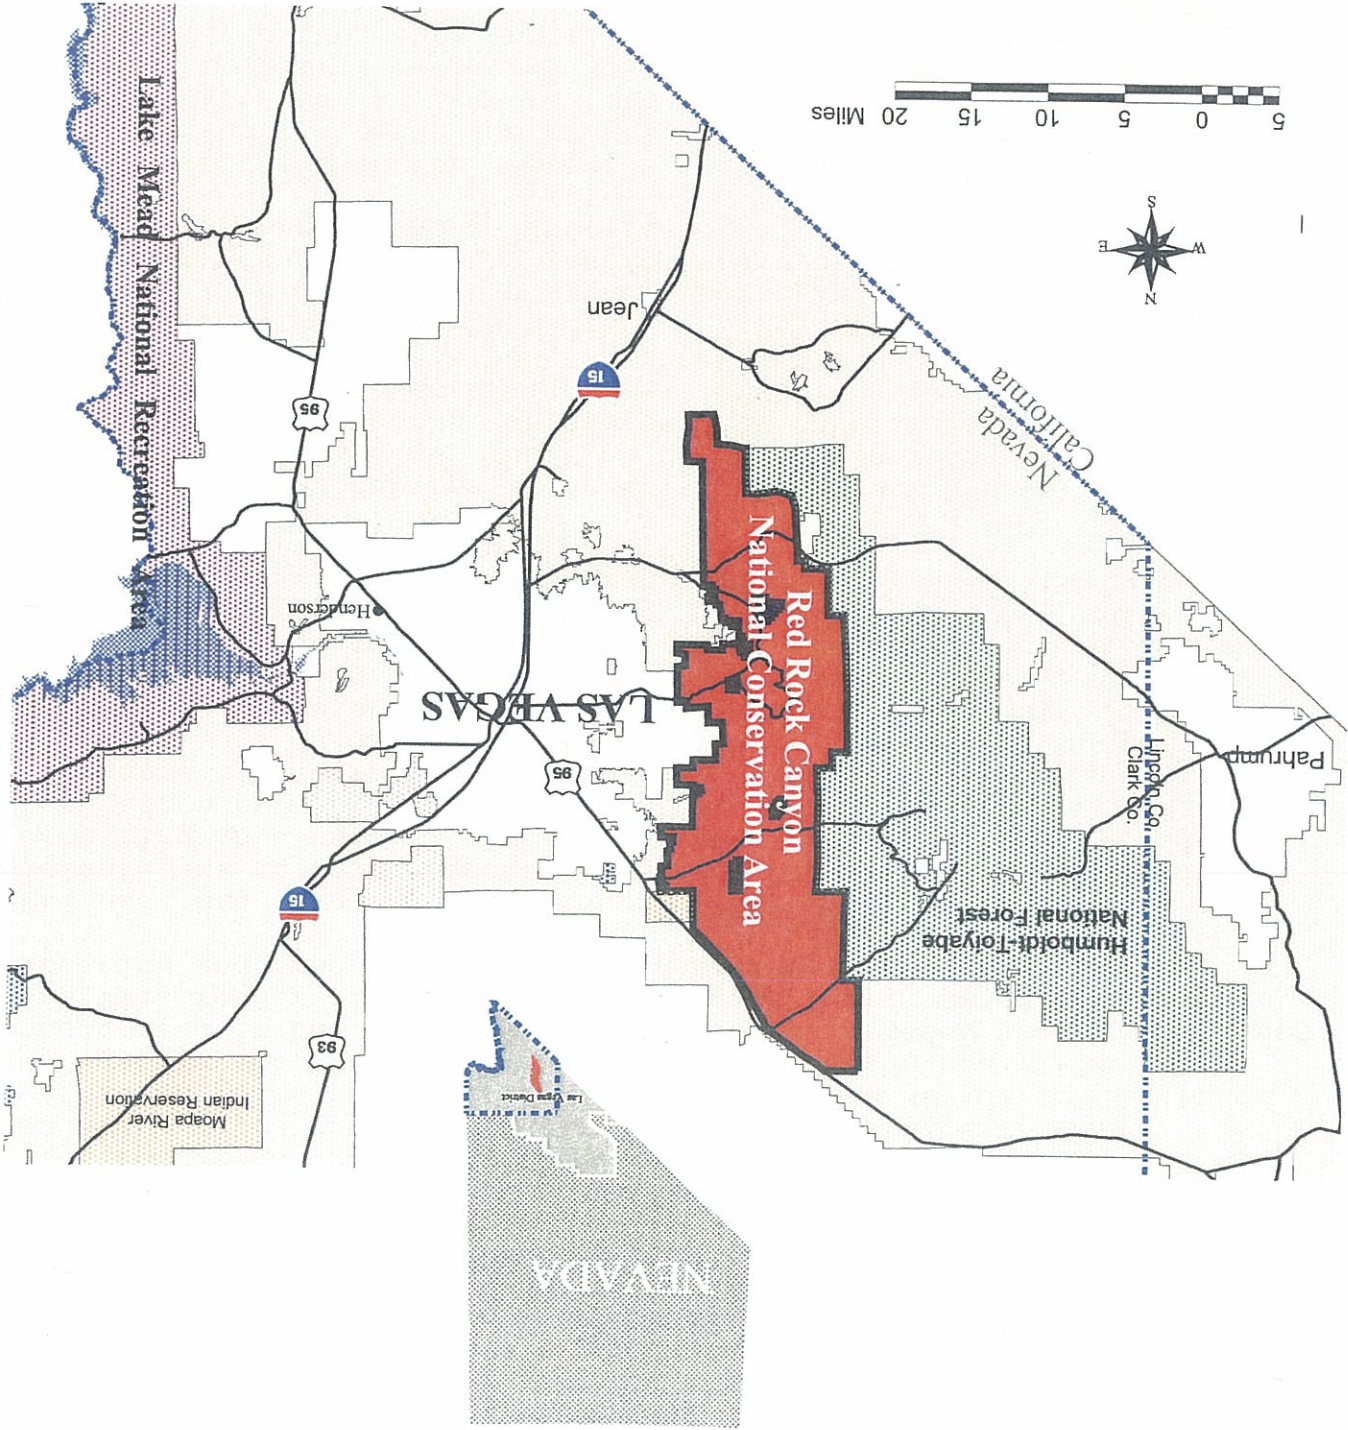 NEVADA
Las Vegas District
Moapa River
Indian Reservation
93
15
Humboldt-Toiyabe
National Forest
Lincoln Co.
Clark Co.
Pahrump
95
LAS VEGAS
Red Rock Canyon
National Conservation Area
Henderson
Lake Mead National Recreation Area
95
Nevada
California
15
Jean
N
W
E
S
5 0 5 10 15 20 Miles